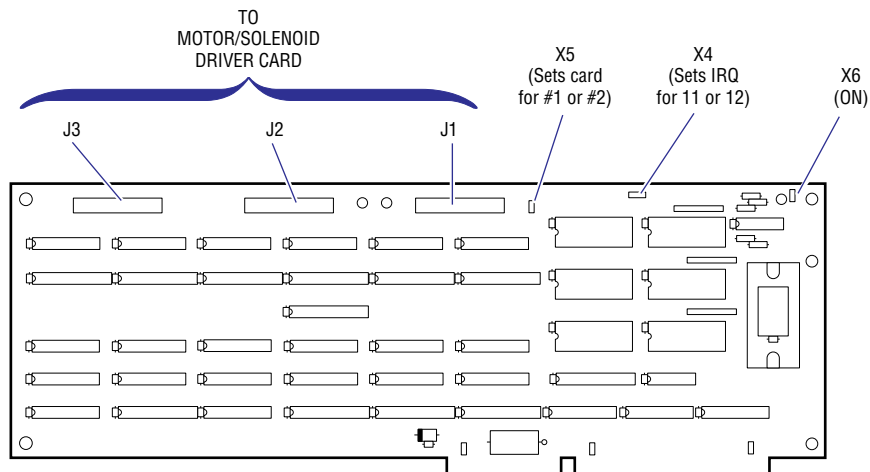 TO
MOTOR/SOLENOID
DRIVER CARD
X5
(Sets card
for #1 or #2)
X4
(Sets IRQ
for 11 or 12)
X6
(ON)
J3
J2
J1